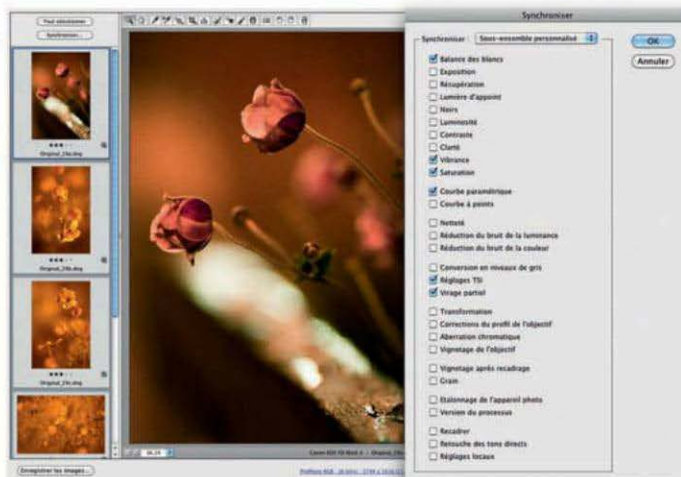 Tout sélectionner
Synchroniser...
Original_29a.dng
Original_29b.dng
Original_29c.dng
Enregistrer les images...
Synchroniser
Synchroniser : Sous-ensemble personnalisé
OK
Annuler
Balance des blancs
Exposition
Récupération
Lumière d'appoint
Noirs
Luminosité
Contraste
Clarté
Vibrance
Saturation
Courbe paramétrique
Courbe à points
Netteté
Réduction du bruit de la luminance
Réduction du bruit de la couleur
Conversion en niveaux de gris
Réglages TSI
Virage partiel
Transformation
Corrections du profil de l'objectif
Aberration chromatique
Vignetage de l'objectif
Vignetage après recadrage
Grain
Etalonnage de l'appareil photo
Version du processus
Recadrer
Retouche des tons directs
Réglages locaux